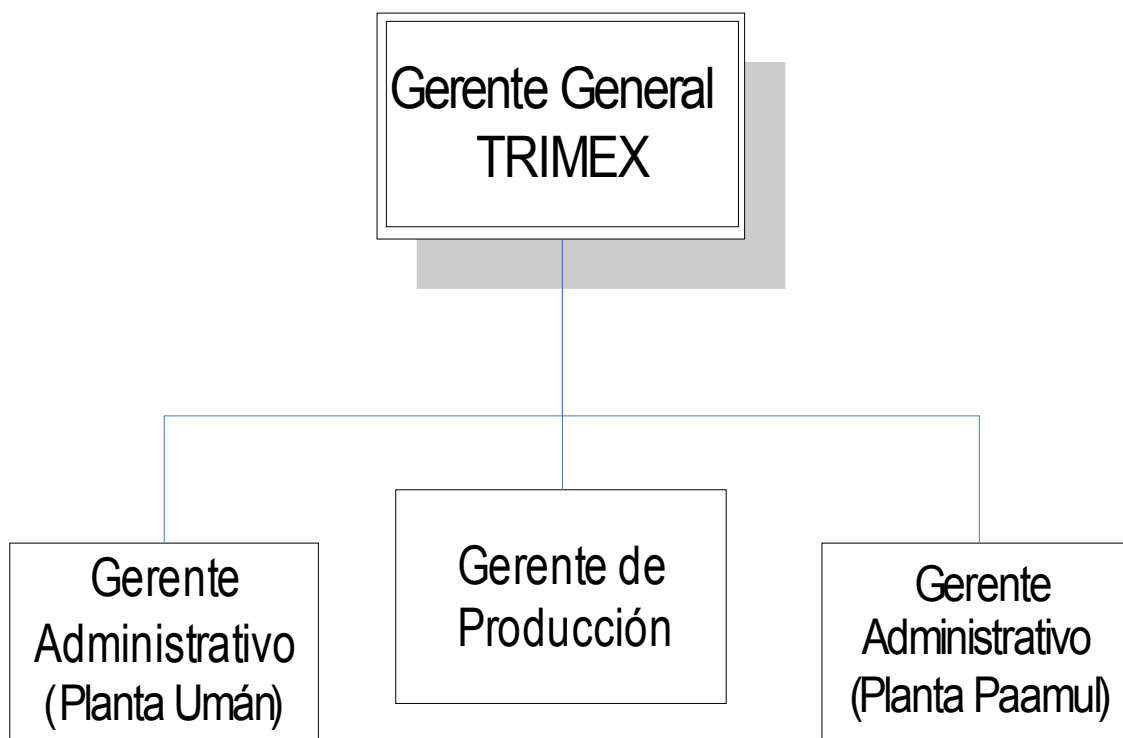 Gerente General
TRIMEX
Gerente
Administrativo
(Planta Umán)
Gerente de
Producción
Gerente
Administrativo
(Planta Paamul)